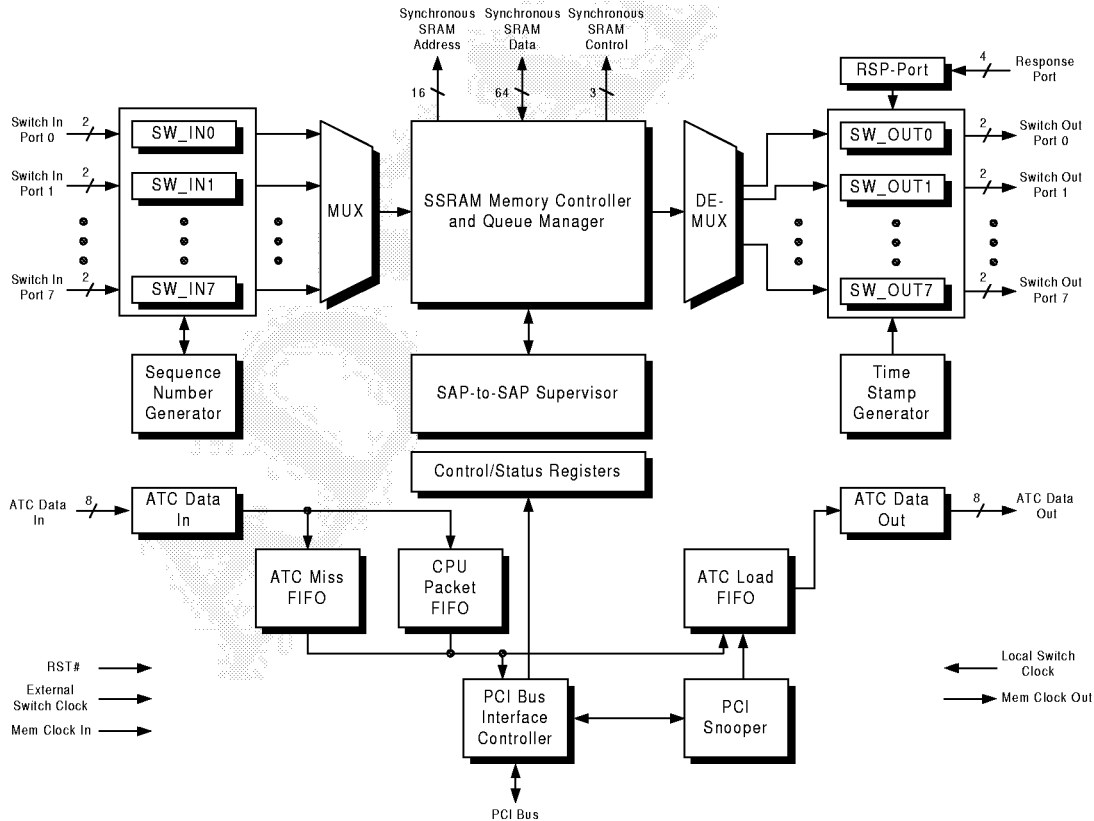 Synchronous
SRAM
Address
Synchronous
SRAM
Data
Synchronous
SRAM
Control
16
64
3
RSP-Port
4
Response
Port
Switch In
Port 0
2
SW_IN0
Switch In
Port 1
2
SW_IN1
Switch In
Port 7
2
SW_IN7
MUX
SSRAM Memory Controller
and Queue Manager
DE-
MUX
SW_OUT0
2
Switch Out
Port 0
SW_OUT1
2
Switch Out
Port 1
SW_OUT7
2
Switch Out
Port 7
Sequence
Number
Generator
SAP-to-SAP Supervisor
Time
Stamp
Generator
Control/Status Registers
ATC Data
In
8
ATC Data
In
ATC Data
Out
8
ATC Data
Out
ATC Miss
FIFO
CPU
Packet
FIFO
ATC Load
FIFO
RST#
External
Switch Clock
Mem Clock In
PCI Bus
Interface
Controller
PCI
Snooper
Local Switch
Clock
Mem Clock Out
PCI Bus